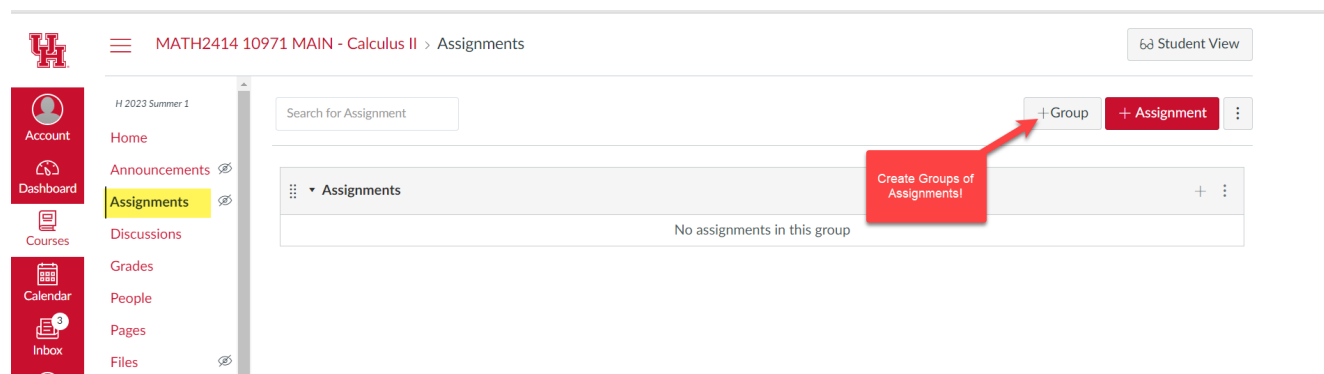 UH
MATH2414 10971 MAIN - Calculus II > Assignments
Student View
H 2023 Summer 1
Search for Assignment
+Group
+ Assignment
Account
Home
Announcements
Create Groups of
Assignments!
Dashboard
Assignments
Assignments
+
Courses
Discussions
No assignments in this group
Grades
Calendar
People
3
Inbox
Pages
Files